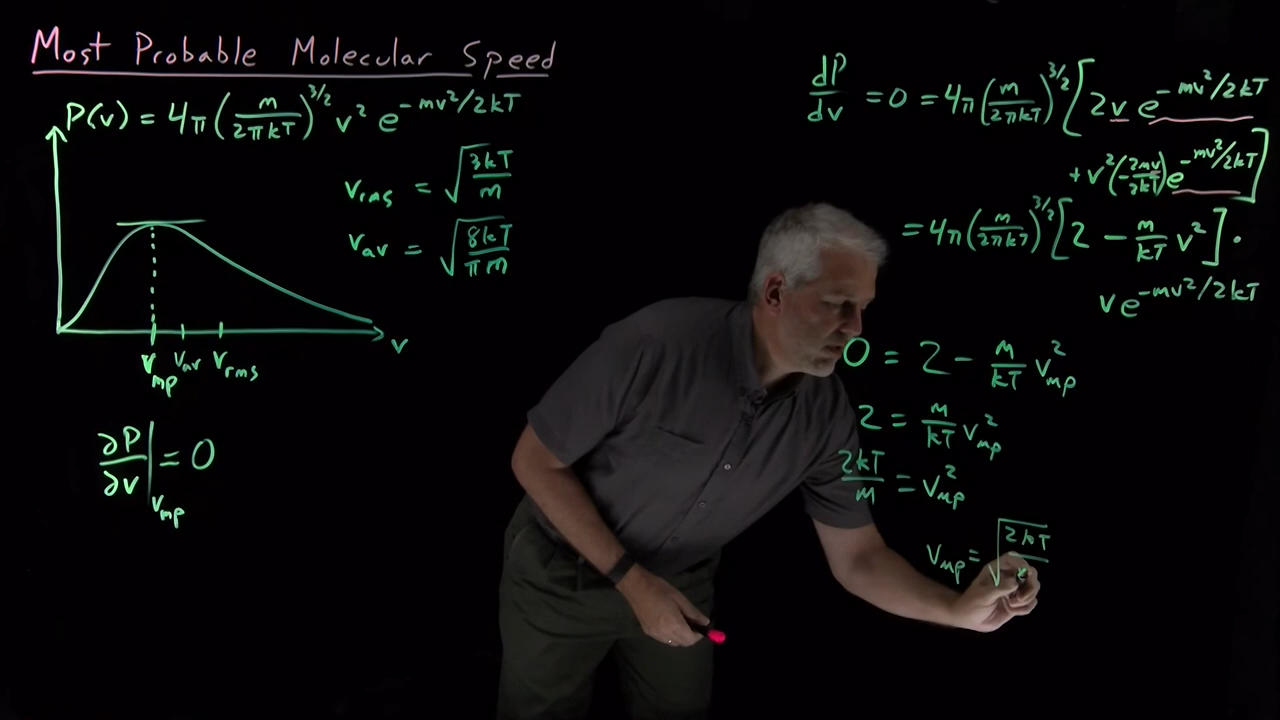 Most Probable Molecular Speed
P(v) = 4π(m/2πkT)^3/2 v² e^-mv²/2kT
v_rms = √(3kT/m)
v_av = √(8kT/πm)
v
v_mp v_av v_rms
∂P/∂v |_v_mp = 0
dP/dv = 0 = 4π(m/2πkT)^3/2 [2v e^-mv²/2kT
+ v²(-2mv/2kT) e^-mv²/2kT]
= 4π(m/2πkT)^3/2 [2 - m/kT v²] ·
v e^-mv²/2kT
0 = 2 - m/kT v_mp²
2 = m/kT v_mp²
2kT/m = v_mp²
v_mp = √(2kT/